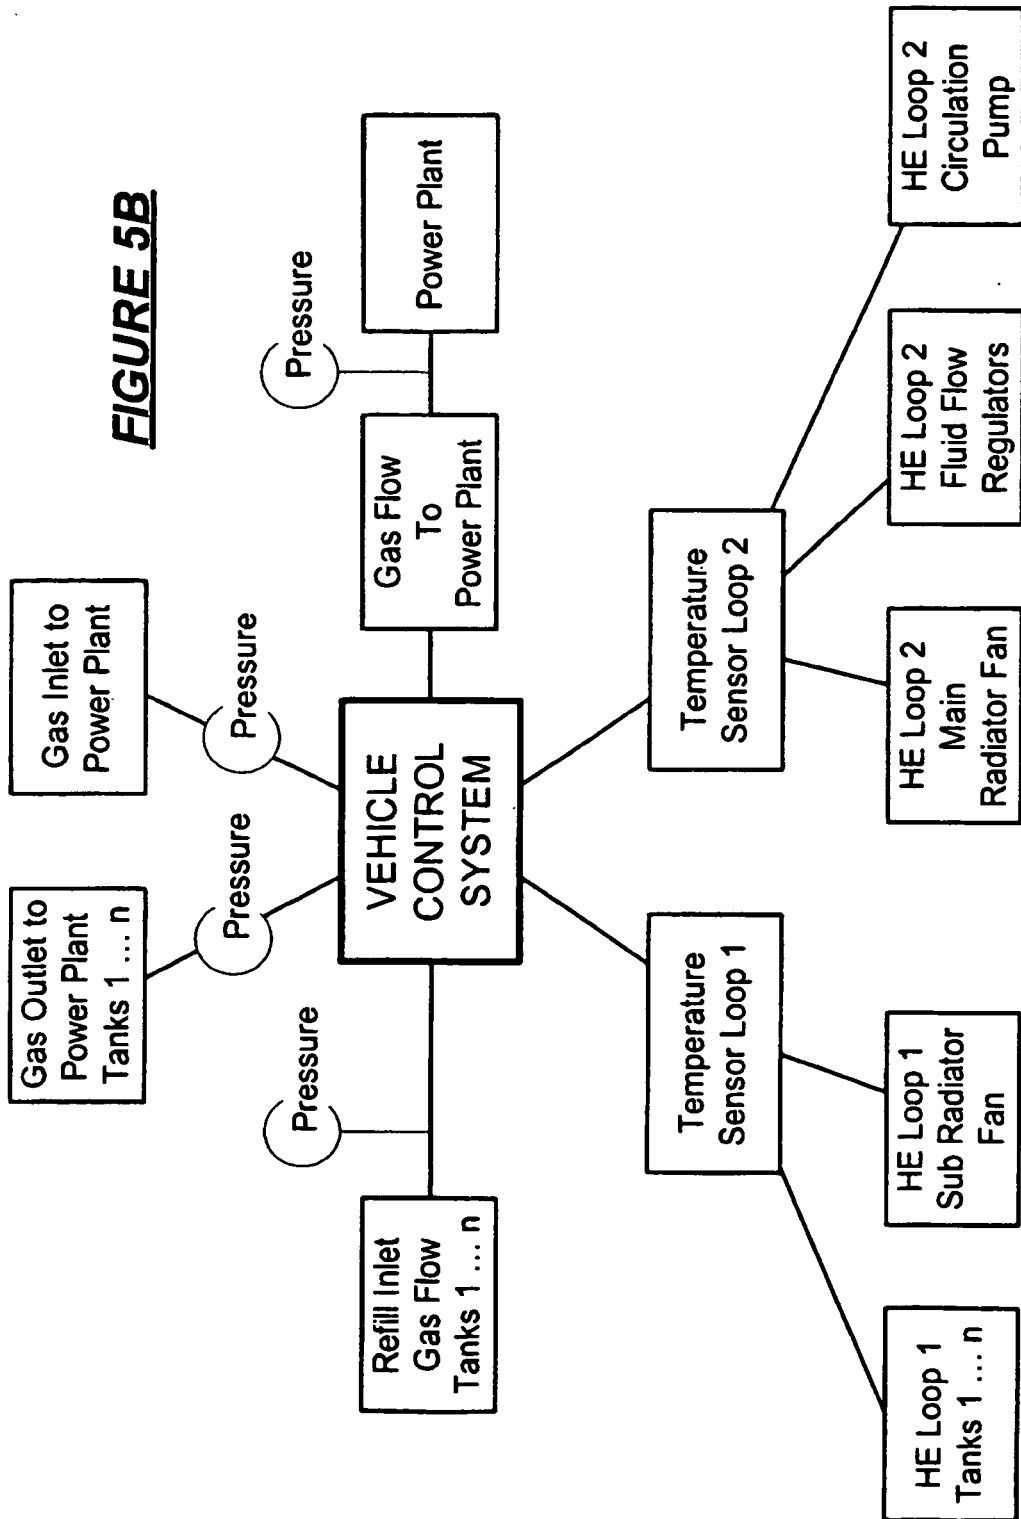 FIGURE 5B
Gas Outlet to
Power Plant
Tanks 1 ... n
Gas Inlet to
Power Plant
Pressure
Pressure
Pressure
Pressure
Refill Inlet
Gas Flow
Tanks 1 ... n
VEHICLE
CONTROL
SYSTEM
Gas Flow
To
Power Plant
Power Plant
Temperature
Sensor Loop 1
Temperature
Sensor Loop 2
HE Loop 1
Tanks 1 ... n
HE Loop 1
Sub Radiator
Fan
HE Loop 2
Main
Radiator Fan
HE Loop 2
Fluid Flow
Regulators
HE Loop 2
Circulation
Pump